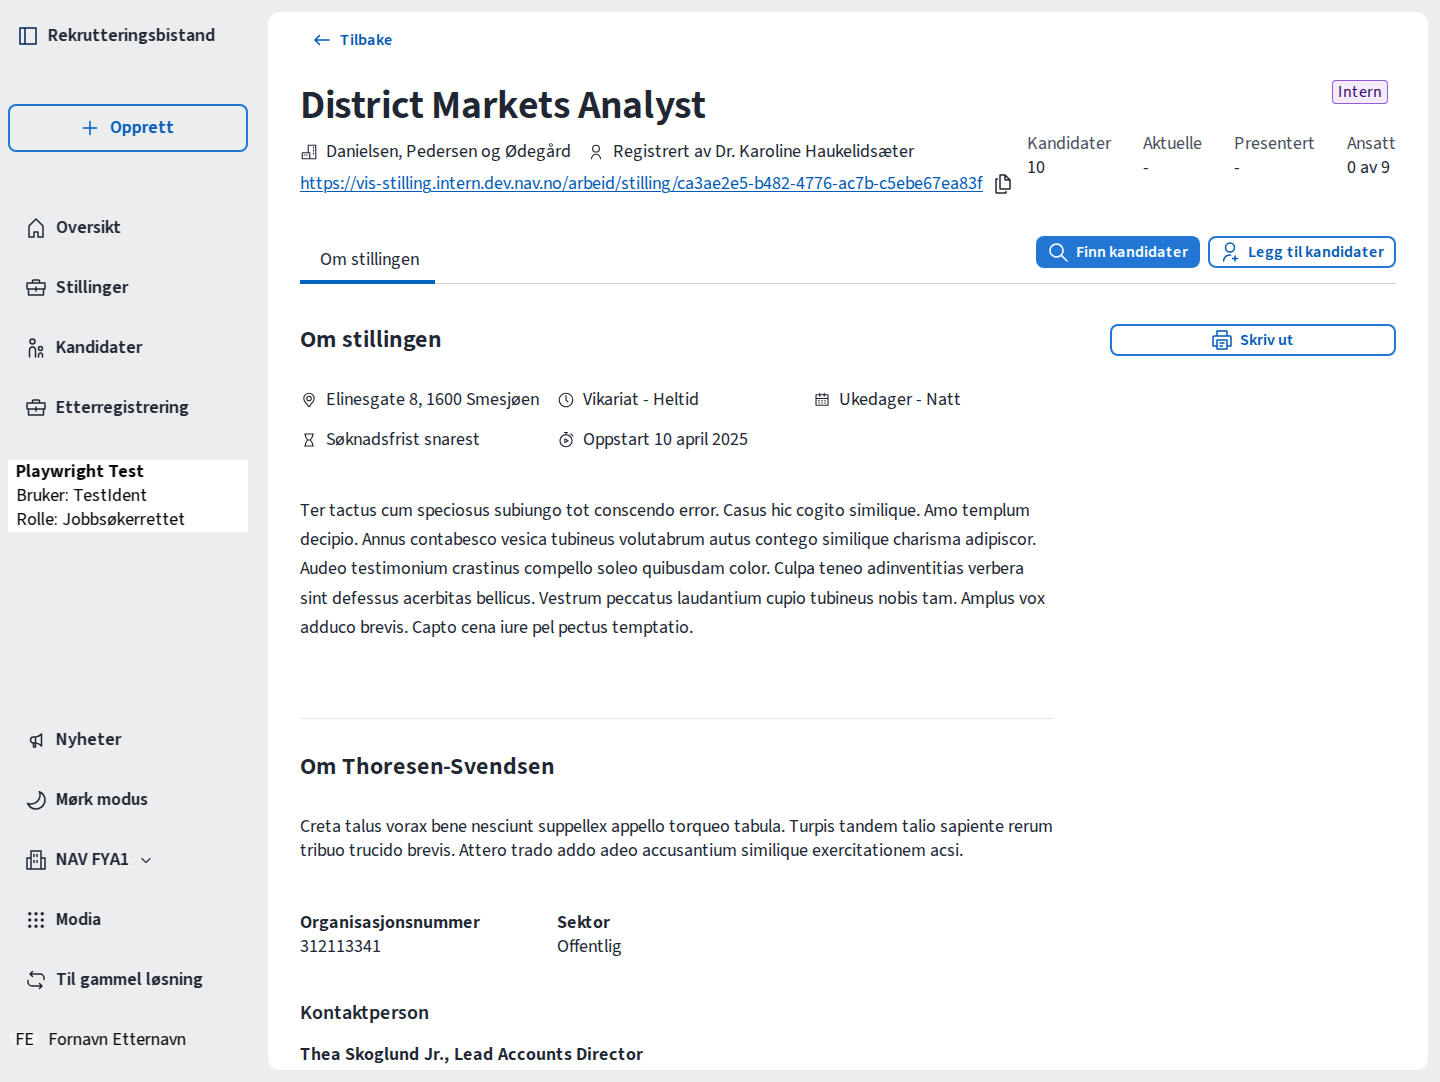 Rekrutteringsbistand
Opprett
Oversikt
Stillinger
Kandidater
Etterregistrering
Playwright Test
Bruker: TestIdent
Rolle: Jobbsøkerrettet
Nyheter
Mørk modus
NAV FYA1
Modia
Til gammel løsning
FE Fornavn Etternavn
Tilbake
District Markets Analyst
Intern
Danielsen, Pedersen og Ødegård Registrert av Dr. Karoline Haukelidsæter
https://vis-stilling.intern.dev.nav.no/arbeid/stilling/ca3ae2e5-b482-4776-ac7b-c5ebe67ea83f
Kandidater Aktuelle Presentert Ansatt
10 - - 0 av 9
Om stillingen
Finn kandidater Legg til kandidater
Om stillingen
Skriv ut
Elinesgate 8, 1600 Smesjøen Vikariat - Heltid Ukedager - Natt
Søknadsfrist snarest Oppstart 10 april 2025
Ter tactus cum speciosus subiungo tot conscendo error. Casus hic cogito similique. Amo templum
decipio. Annus contabesco vesica tubineus volutabrum autus contego similique charisma adipiscor.
Audeo testimonium crastinus compello soleo quibusdam color. Culpa teneo adinventitias verbera
sint defessus acerbitas bellicus. Vestrum peccatus laudantium cupio tubineus nobis tam. Amplus vox
adduco brevis. Capto cena iure pel pectus temptatio.
Om Thoresen-Svendsen
Creta talus vorax bene nesciunt suppellex appello torqueo tabula. Turpis tandem talio sapiente rerum
tribuo trucido brevis. Attero trado addo adeo accusantium similique exercitationem acsi.
Organisasjonsnummer Sektor
312113341 Offentlig
Kontaktperson
Thea Skoglund Jr., Lead Accounts Director